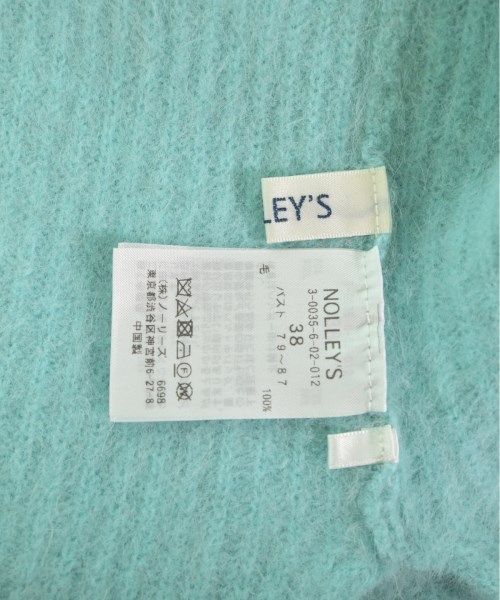 LEY'S
NOLLEY'S
3-0035-6-02-012
38
バスト 79～87
毛 100%
(株)ノーリーズ 6698
東京都渋谷区神宮前6-27-8
中国製